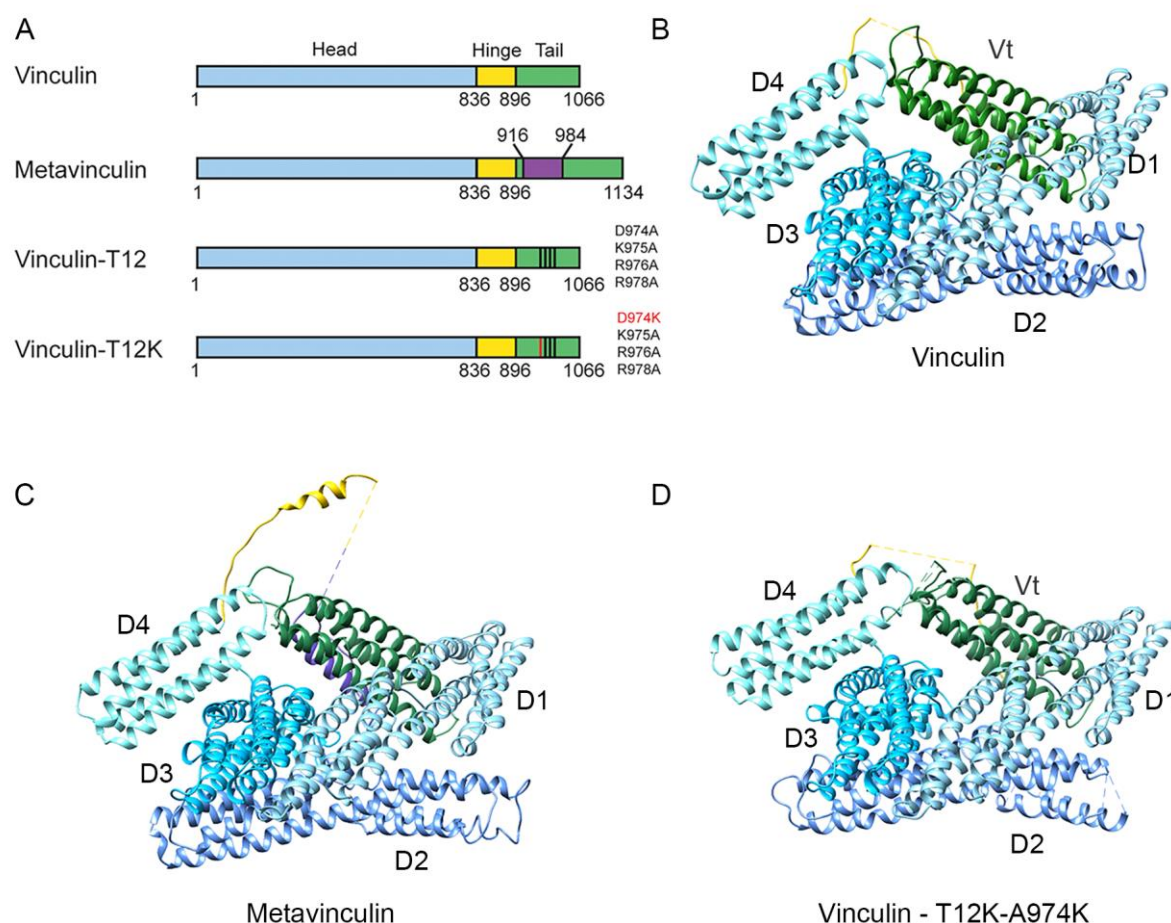 A
Head Hinge Tail
Vinculin
1 836 896 1066
916 984
Metavinculin
1 836 896 1134
Vinculin-T12
1 836 896 1066
D974A
K975A
R976A
R978A
Vinculin-T12K
1 836 896 1066
D974K
K975A
R976A
R978A
B
Vt
D4
D1
D3
D2
Vinculin
C
D4
D1
D3
D2
Metavinculin
D
Vt
D4
D1
D3
D2
Vinculin - T12K-A974K